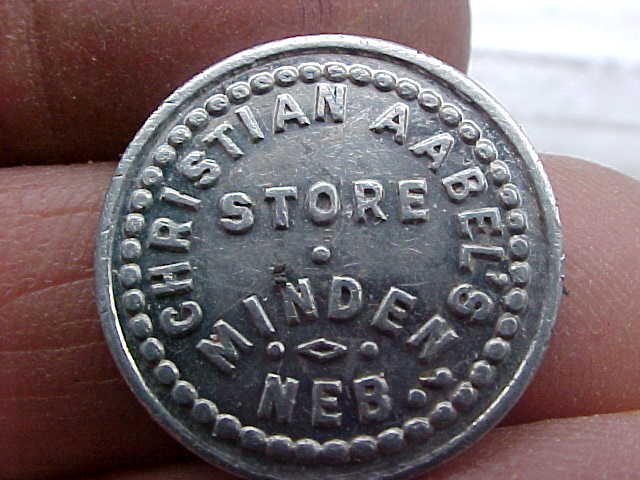 CHRISTIAN AABEL'S
STORE
MINDEN,
NEB.